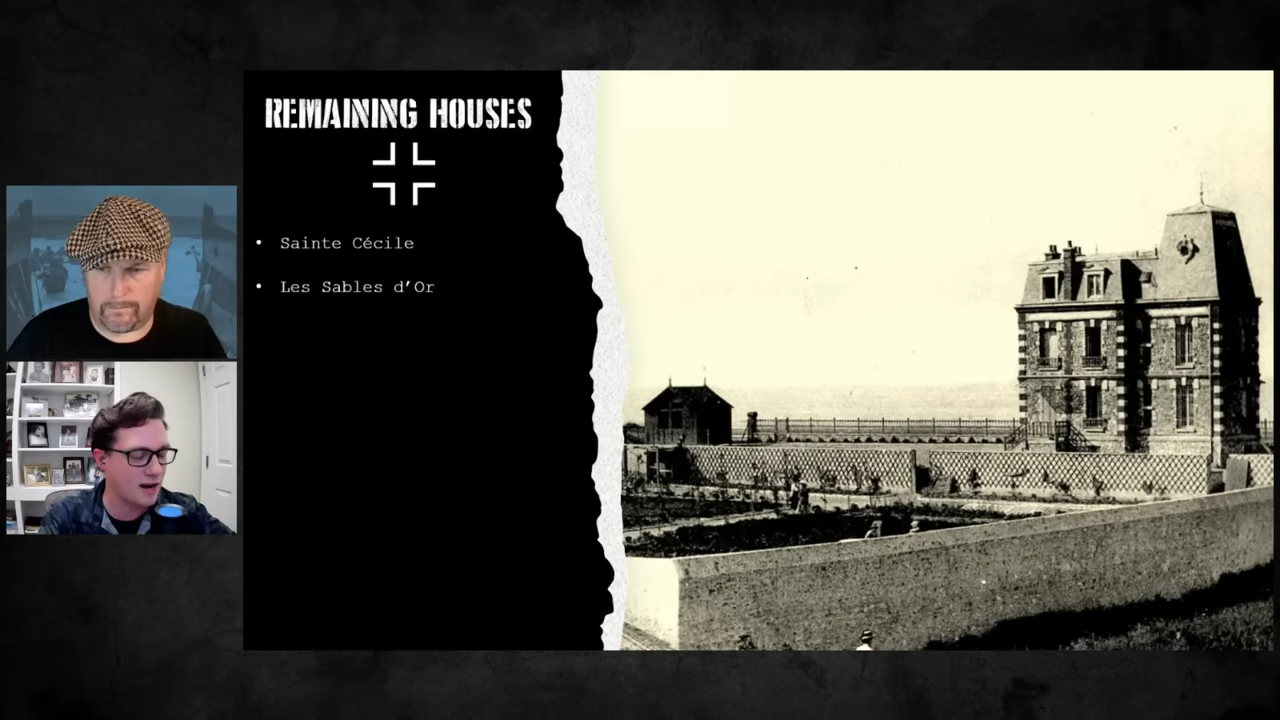 REMAINING HOUSES
• Sainte Cécile
• Les Sables d’Or